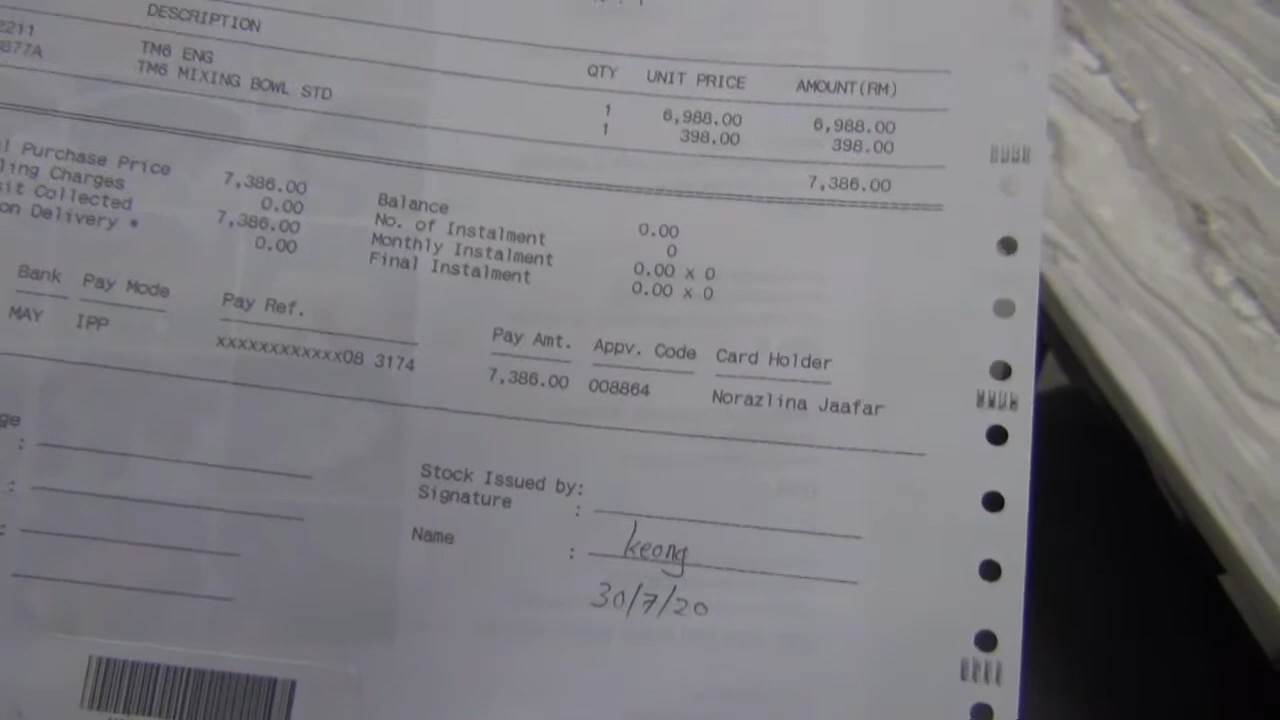 DESCRIPTION QTY UNIT PRICE AMOUNT(RM)
2211 TM6 ENG 1 6,988.00 6,988.00
877A TM6 MIXING BOWL STD 1 398.00 398.00
7,386.00
l Purchase Price 7,386.00 Balance 0.00
ling Charges 0.00 No. of Instalment 0
sit Collected 7,386.00 Monthly Instalment 0.00 x 0
on Delivery * 0.00 Final Instalment 0.00 x 0
Bank Pay Mode Pay Ref. Pay Amt. Appv. Code Card Holder
MAY IPP xxxxxxxxxxxx08 3174 7,386.00 008864 Norazlina Jaafar
ge
: Stock Issued by:
: Signature :
: Name : keong
30/7/20